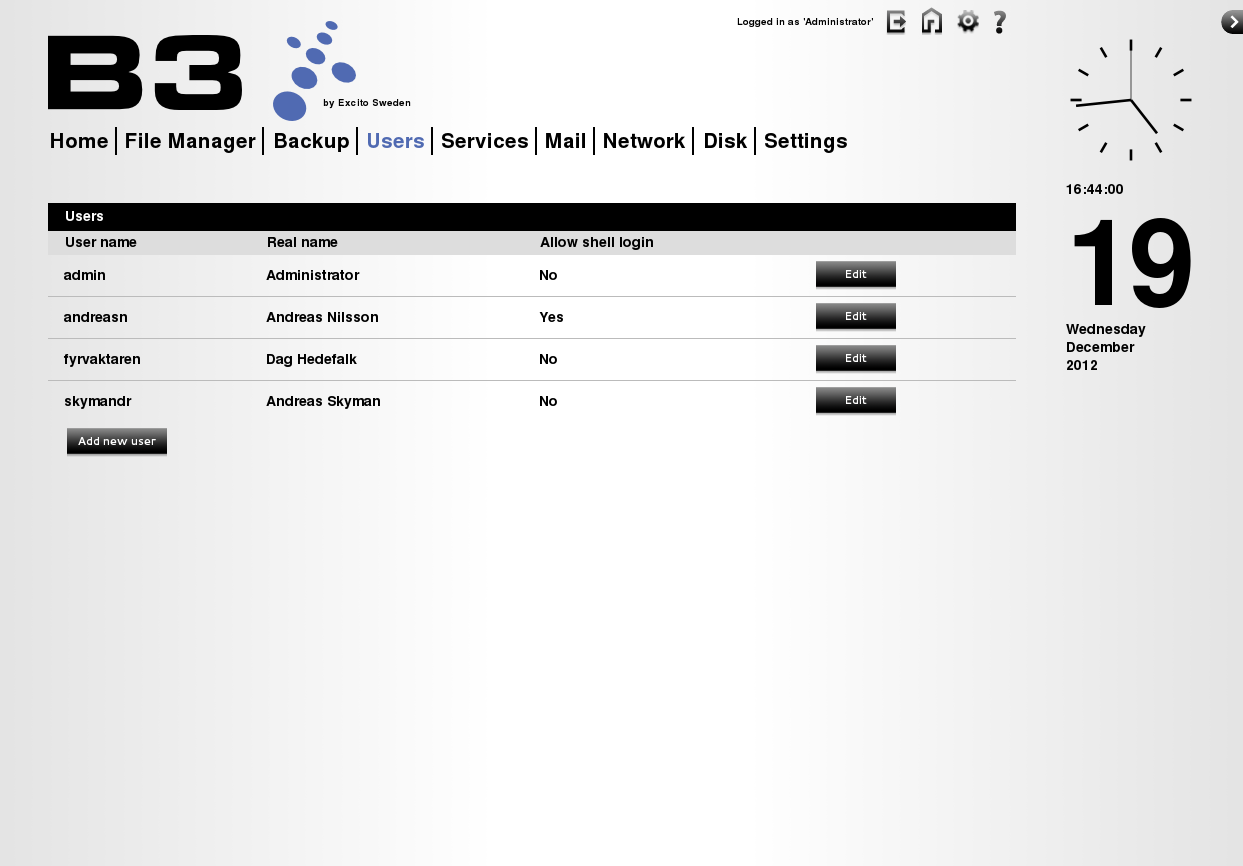 Logged in as 'Administrator'
B3
by Excito Sweden
Home File Manager Backup Users Services Mail Network Disk Settings
Users
User name Real name Allow shell login
admin Administrator No Edit
andreasn Andreas Nilsson Yes Edit
fyrvaktaren Dag Hedefalk No Edit
skymandr Andreas Skyman No Edit
Add new user
16:44:00
19
Wednesday
December
2012